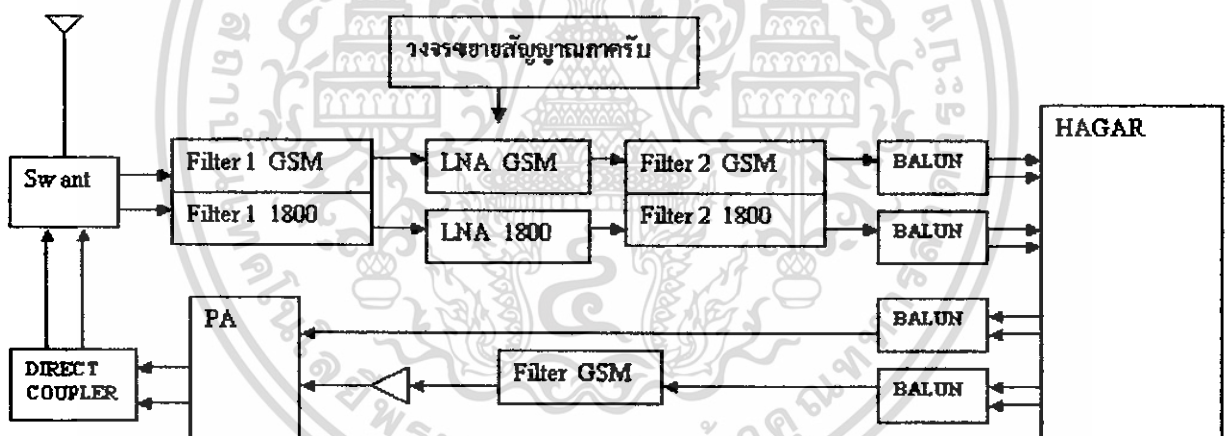 วงจรขยายสัญญาณภาครับ
HAGAR
Sw ant
Filter 1 GSM
Filter 1 1800
LNA GSM
LNA 1800
Filter 2 GSM
Filter 2 1800
BALUN
BALUN
PA
BALUN
DIRECT
COUPLER
Filter GSM
BALUN